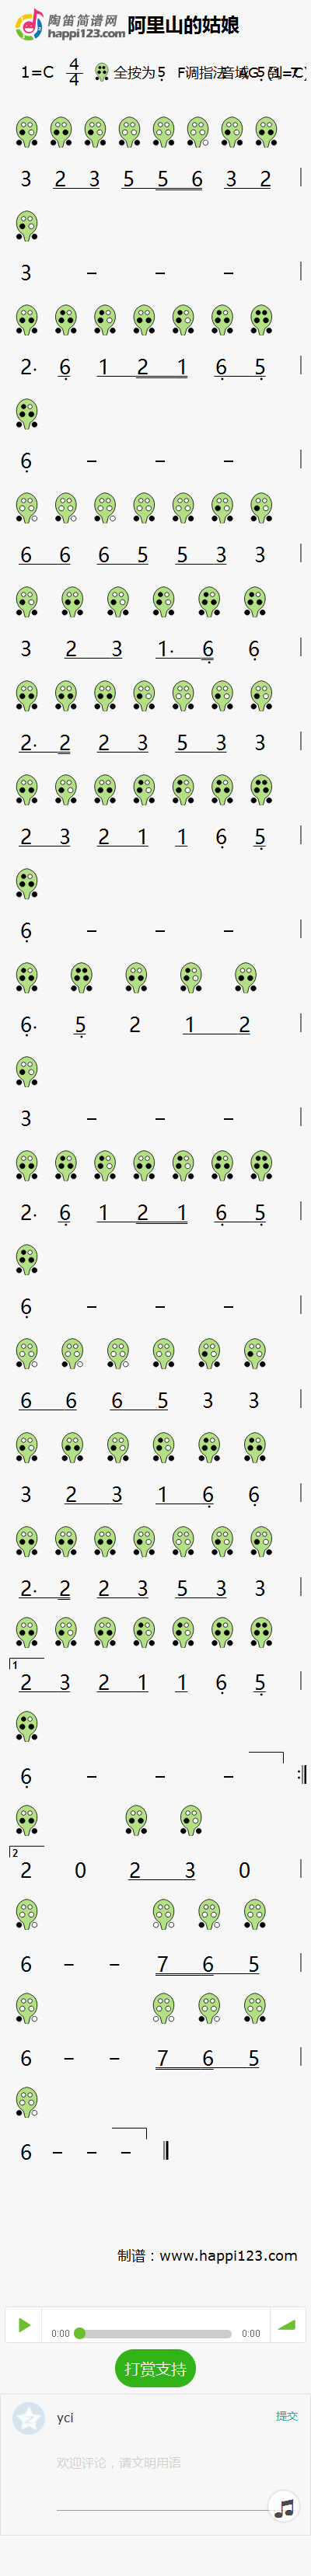 陶笛简谱网
happi123.com
阿里山的姑娘
1=C 4/4 全按为5̣ F调指法 音域
3 2 3 5 5 6 3 2 |
3 – – – |
2· 6̣ 1 2 1 6̣ 5̣ |
6̣ – – – |
6 6 6 5 5 3 3 |
3 2 3 1· 6̣ 6̣ |
2· 2 2 3 5 3 3 |
2 3 2 1 1 6̣ 5̣ |
6̣ – – – |
6̣· 5̣ 2 1 2 |
3 – – – |
2· 6̣ 1 2 1 6̣ 5̣ |
6̣ – – – |
6 6 6 5 3 3 |
3 2 3 1 6̣ 6̣ |
2· 2 2 3 5 3 3 |
1
2̣ 3 2 1 1 6̣ 5̣ |
6̣ – – – :|
2
2 0 2 3 0 |
6 – – 7 6 5 |
6 – – 7 6 5 |
6 – – –
制谱：www.happi123.com
0:00 0:00
打赏支持
yci 提交
欢迎评论，请文明用语